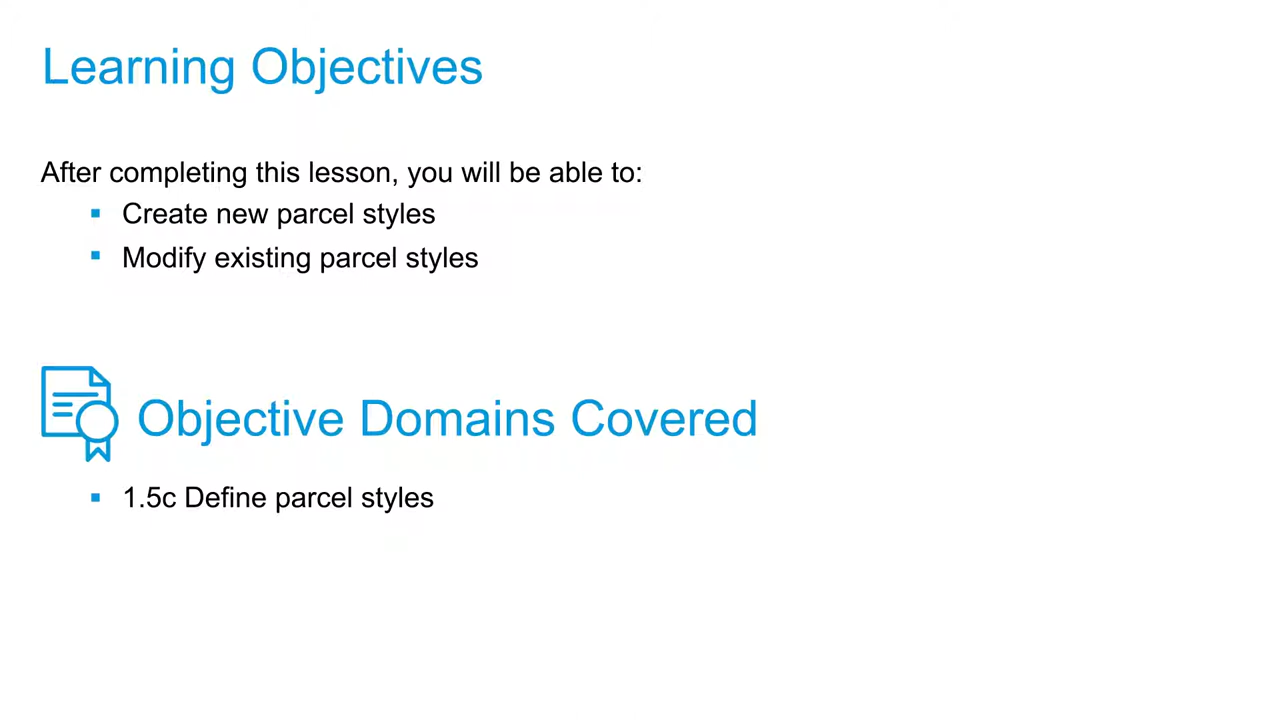 Learning Objectives
After completing this lesson, you will be able to:
▪ Create new parcel styles
▪ Modify existing parcel styles
Objective Domains Covered
▪ 1.5c Define parcel styles